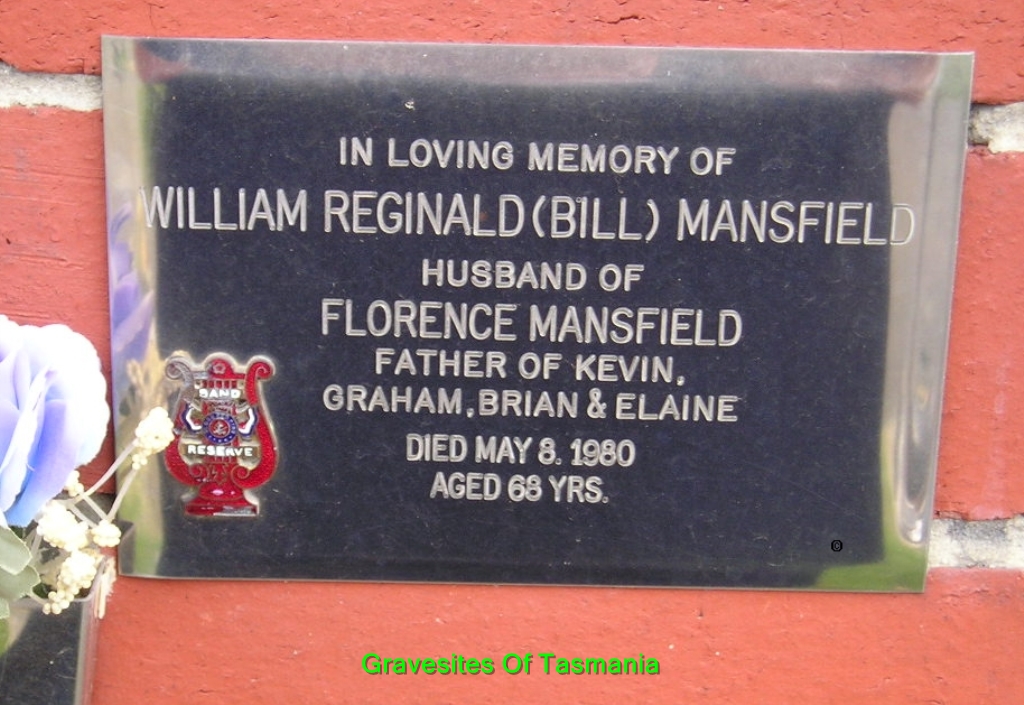 IN LOVING MEMORY OF
WILLIAM REGINALD (BILL) MANSFIELD
HUSBAND OF
FLORENCE MANSFIELD
FATHER OF KEVIN,
GRAHAM, BRIAN & ELAINE
DIED MAY 8. 1980
AGED 68 YRS.
BAND
RESERVE
©
Gravesites Of Tasmania